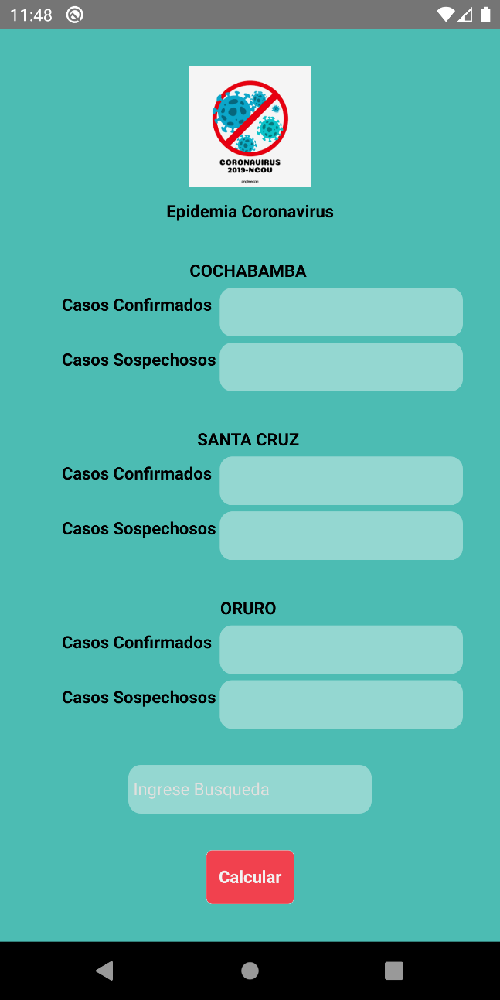 11:48
CORONAVIRUS
2019-NCOV
pngtree.com
Epidemia Coronavirus
COCHABAMBA
Casos Confirmados
Casos Sospechosos
SANTA CRUZ
Casos Confirmados
Casos Sospechosos
ORURO
Casos Confirmados
Casos Sospechosos
Ingrese Busqueda
Calcular